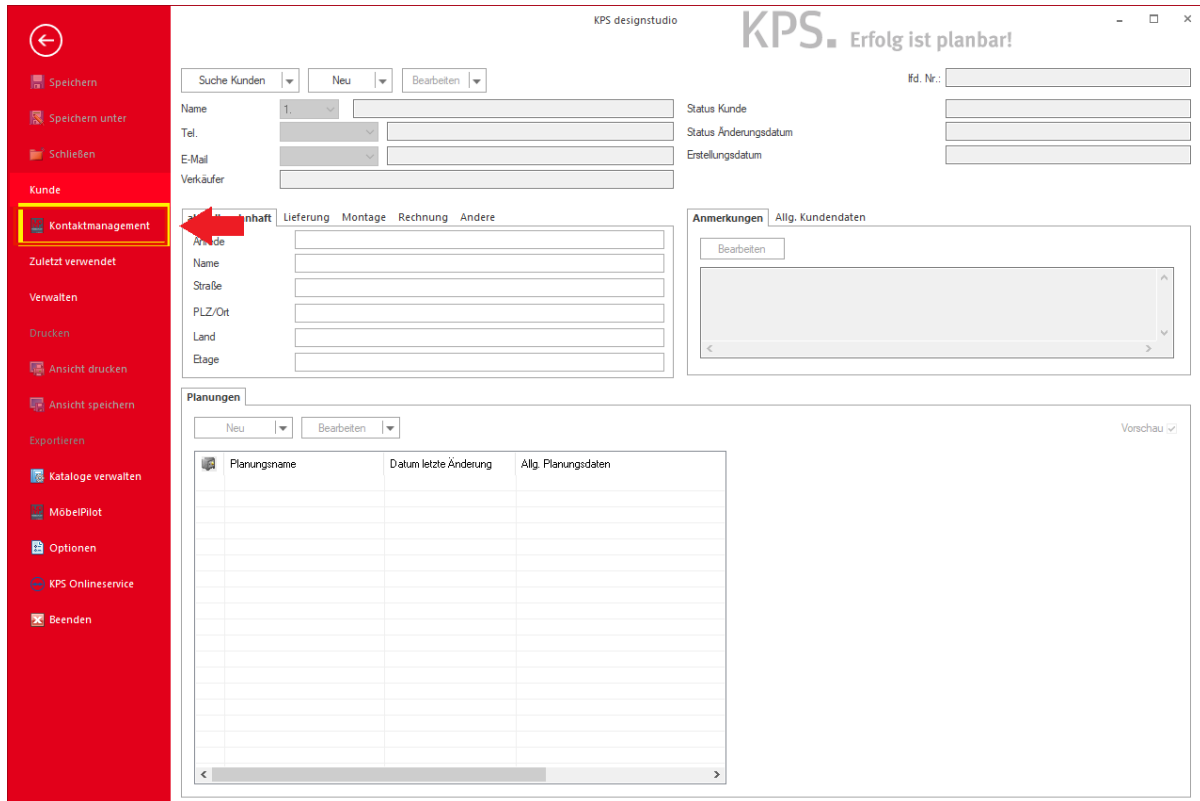 KPS designstudio
KPS. Erfolg ist planbar!
Speichern
Speichern unter
Schließen
Kunde
Kontaktmanagement
Zuletzt verwendet
Verwalten
Drucken
Ansicht drucken
Ansicht speichern
Exportieren
Kataloge verwalten
MöbelPilot
Optionen
KPS Onlineservice
Beenden
Suche Kunden Neu Bearbeiten lfd. Nr.:
Name 1. Status Kunde
Tel. Status Änderungsdatum
E-Mail Erstellungsdatum
Verkäufer
Lieferung Montage Rechnung Andere
Anrede
Name
Straße
PLZ/Ort
Land
Etage
Anmerkungen Allg. Kundendaten
Bearbeiten
Planungen
Neu Bearbeiten Vorschau
Planungsname Datum letzte Änderung Allg. Planungsdaten